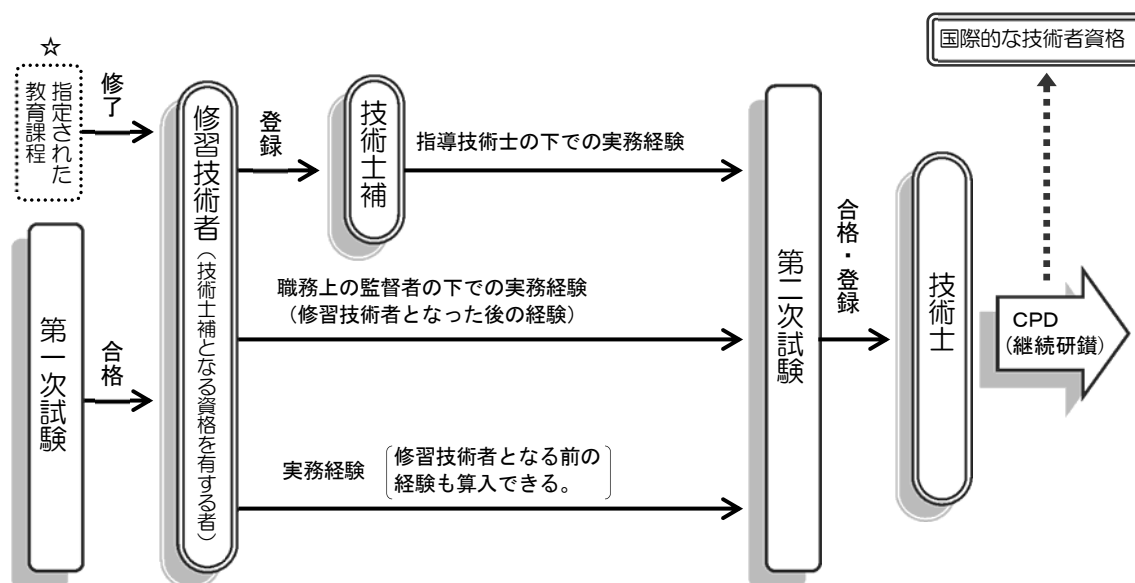 ☆
指定された
教育課程
修了
第一次試験
合格
修習技術者（技術士補となる資格を有する者）
登録
技術士補
指導技術士の下での実務経験
職務上の監督者の下での実務経験
（修習技術者となった後の経験）
実務経験
修習技術者となる前の
経験も算入できる。
第二次試験
合格・登録
技術士
CPD
(継続研鑚)
国際的な技術者資格